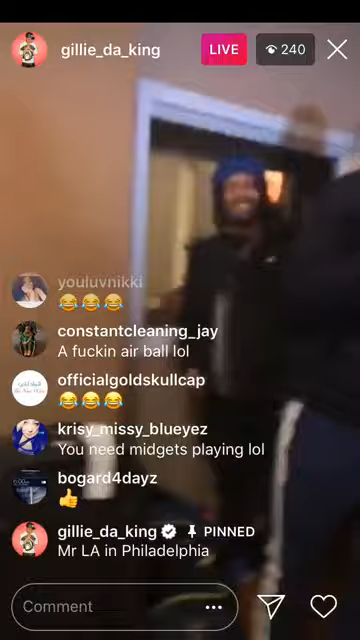 gillie_da_king LIVE 240
youluvnikki
😂😂😂
constantcleaning_jay
A fuckin air ball lol
officialgoldskullcap
😂😂😂
krisy_missy_blueyez
You need midgets playing lol
bogard4dayz
👍
gillie_da_king PINNED
Mr LA in Philadelphia
Comment